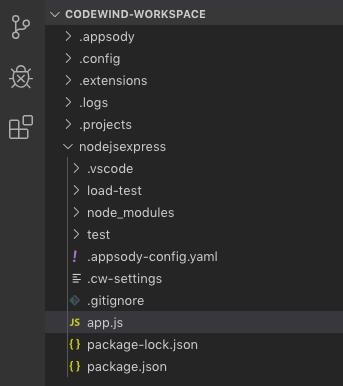 CODEWIND-WORKSPACE
.appsody
.config
.extensions
.logs
.projects
nodejsexpress
.vscode
load-test
node_modules
test
! .appsody-config.yaml
.cw-settings
.gitignore
JS app.js
{ } package-lock.json
{ } package.json